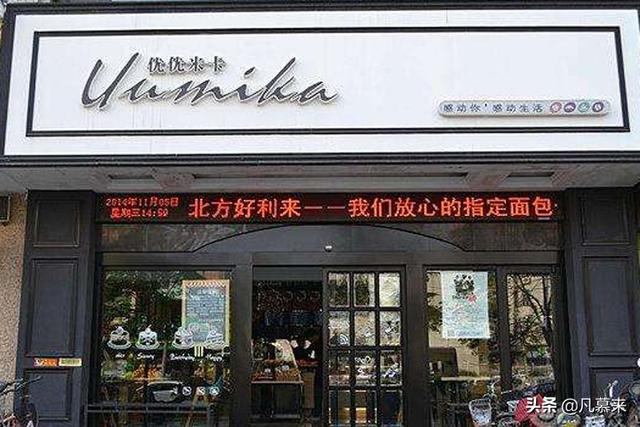 优优米卡
Yumika
感动你'感动生活
2014年11月05日
星期三14:59
北方好利来——我们放心的指定面包
头条 @凡慕来